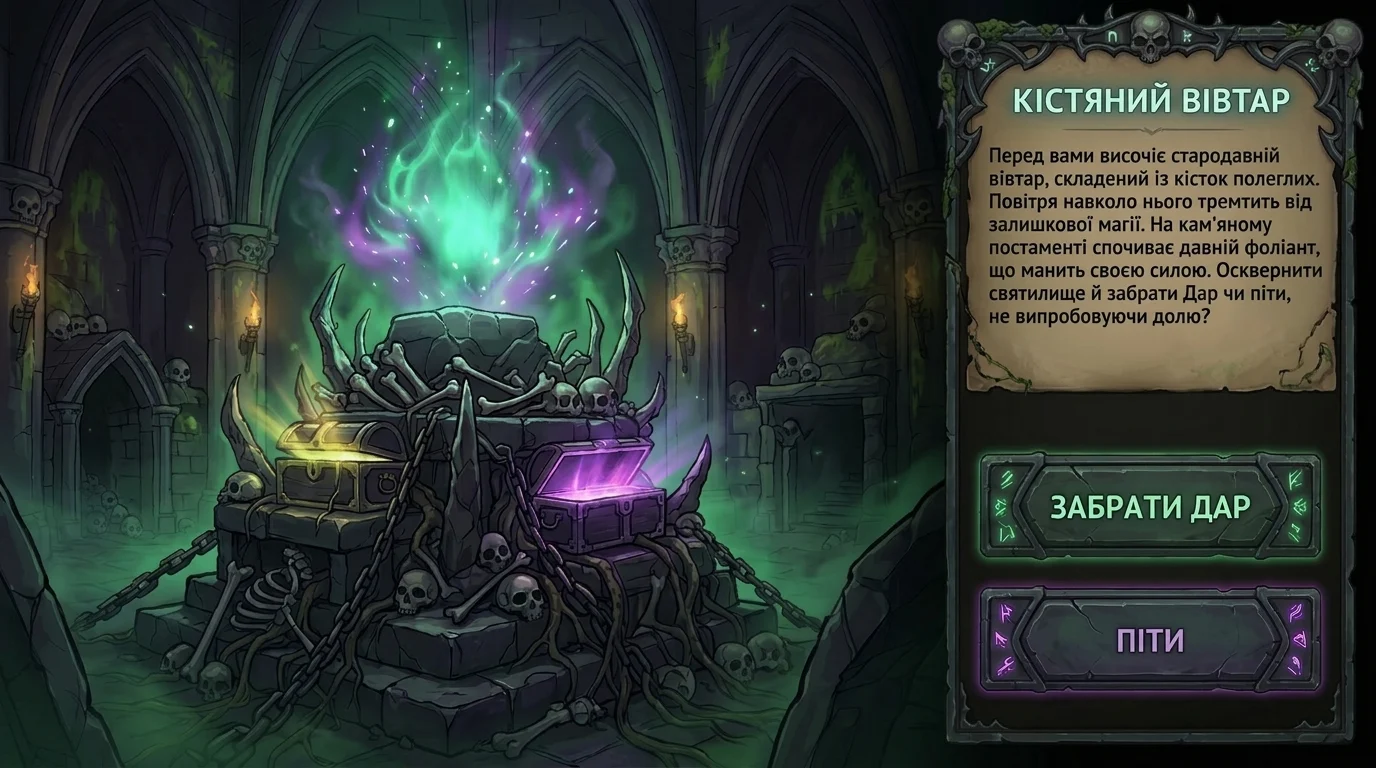 КІСТЯНИЙ ВІВТАР
Перед вами височіє стародавній
вівтар, складений із кісток полеглих.
Повітря навколо нього тремтить від
залишкової магії. На кам'яному
постаменті спочиває давній фоліант,
що манить своєю силою. Осквернити
святилище й забрати Дар чи піти,
не випробовуючи долю?
ЗАБРАТИ ДАР
ПІТИ